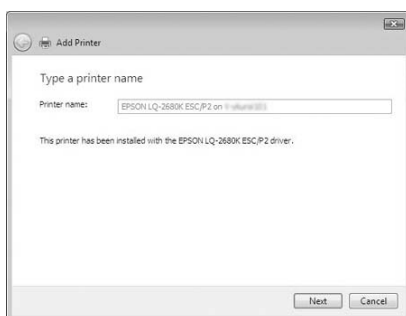 Add Printer
Type a printer name
Printer name:
EPSON LQ-2680K ESC/P2 on
This printer has been installed with the EPSON LQ-2680K ESC/P2 driver.
Next
Cancel